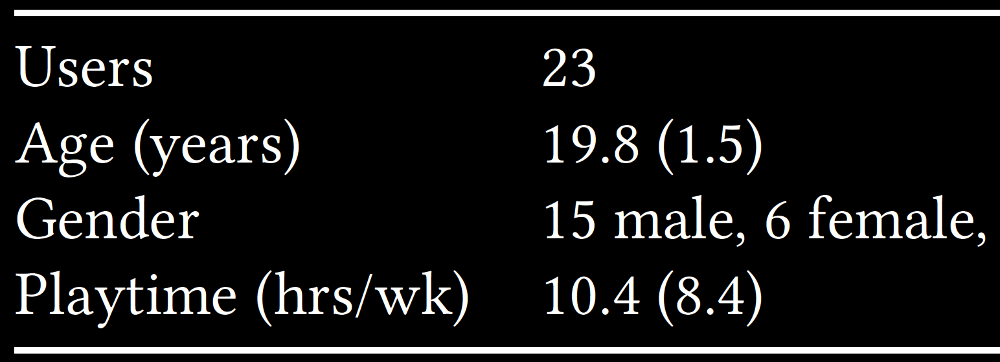 Users 23
Age (years) 19.8 (1.5)
Gender 15 male, 6 female,
Playtime (hrs/wk) 10.4 (8.4)